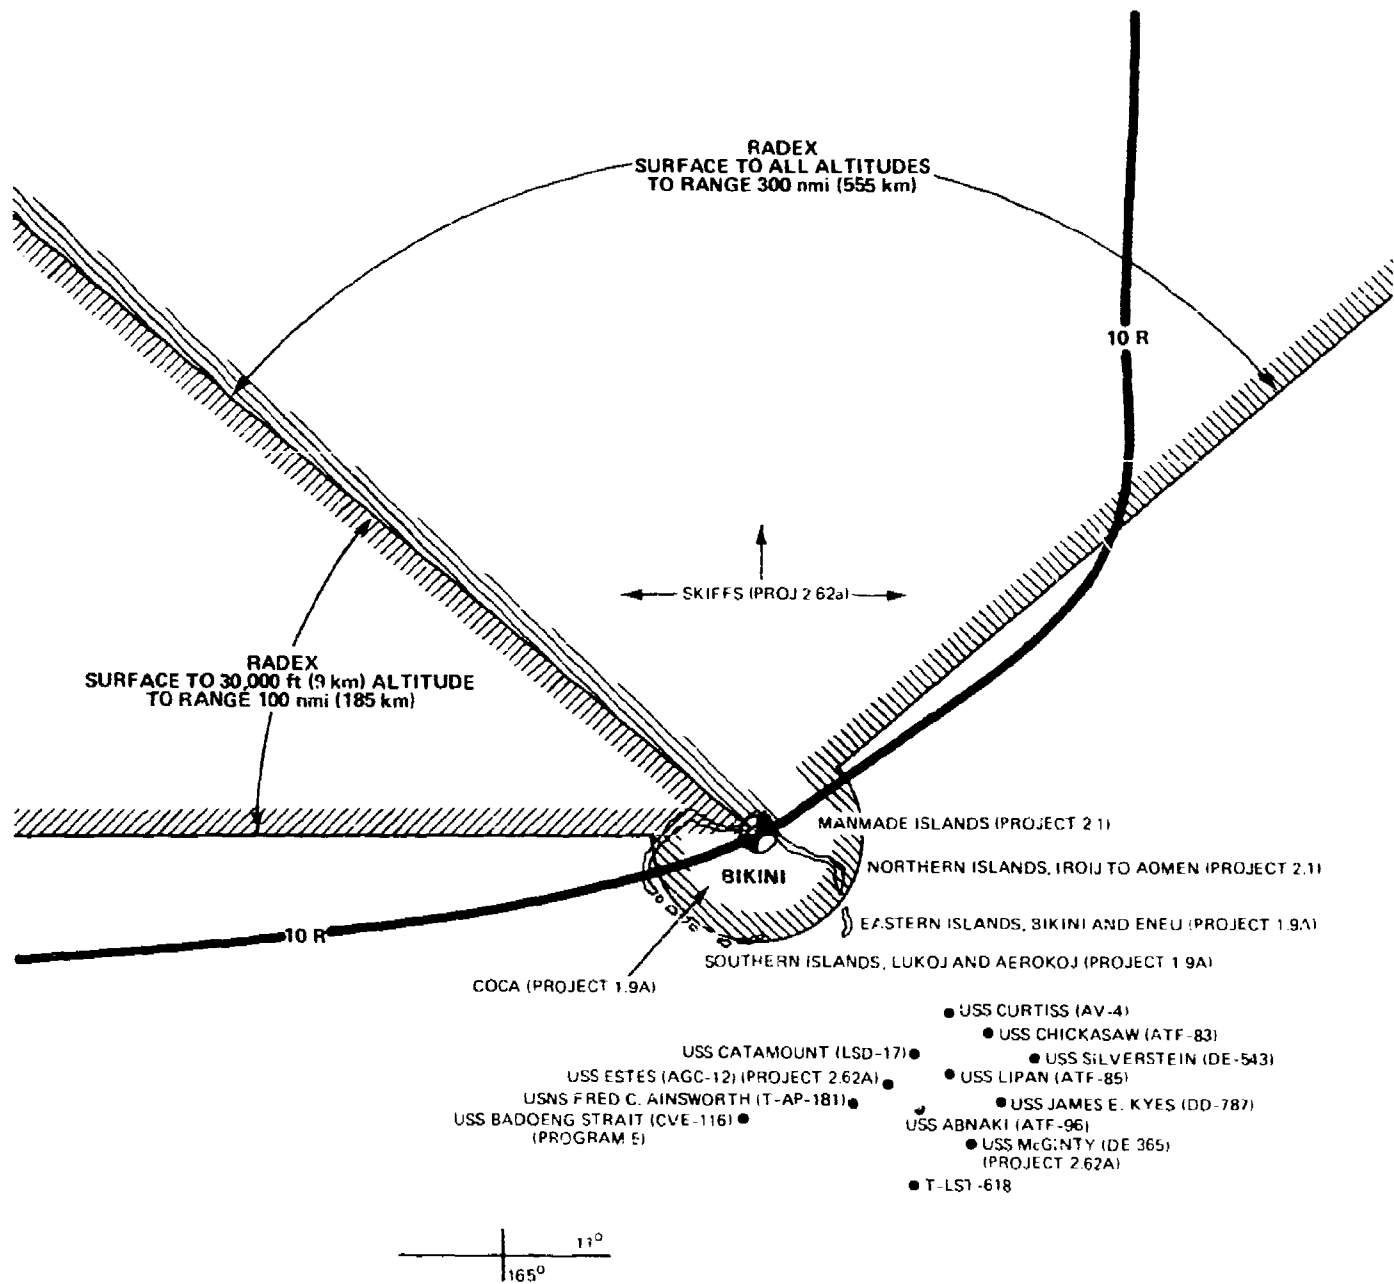 RADEX
SURFACE TO ALL ALTITUDES
TO RANGE 300 nmi (555 km)
10 R
SKIFFS (PROJ 2 62a)
RADEX
SURFACE TO 30,000 ft (9 km) ALTITUDE
TO RANGE 100 nmi (185 km)
MANMADE ISLANDS (PROJECT 2 1)
BIKINI
NORTHERN ISLANDS, IROIJ TO AOMEN (PROJECT 2.1)
EASTERN ISLANDS, BIKINI AND ENEU (PROJECT 1.9A)
10 R
SOUTHERN ISLANDS, LUKOJ AND AEROKOJ (PROJECT 1 9A)
COCA (PROJECT 1.9A)
USS CURTISS (AV-4)
USS CHICKASAW (ATF-83)
USS CATAMOUNT (LSD-17)
USS SILVERSTEIN (DE-543)
USS ESTES (AGC-12) (PROJECT 2.62A)
USS LIPAN (ATF-85)
USNS FRED C. AINSWORTH (T-AP-181)
USS JAMES E. KYES (DD-787)
USS BADOENG STRAIT (CVE-116)
(PROGRAM 5)
USS ABNAKI (ATF-96)
USS McGINTY (DE 365)
(PROJECT 2.62A)
T-LST-618
11°
165°